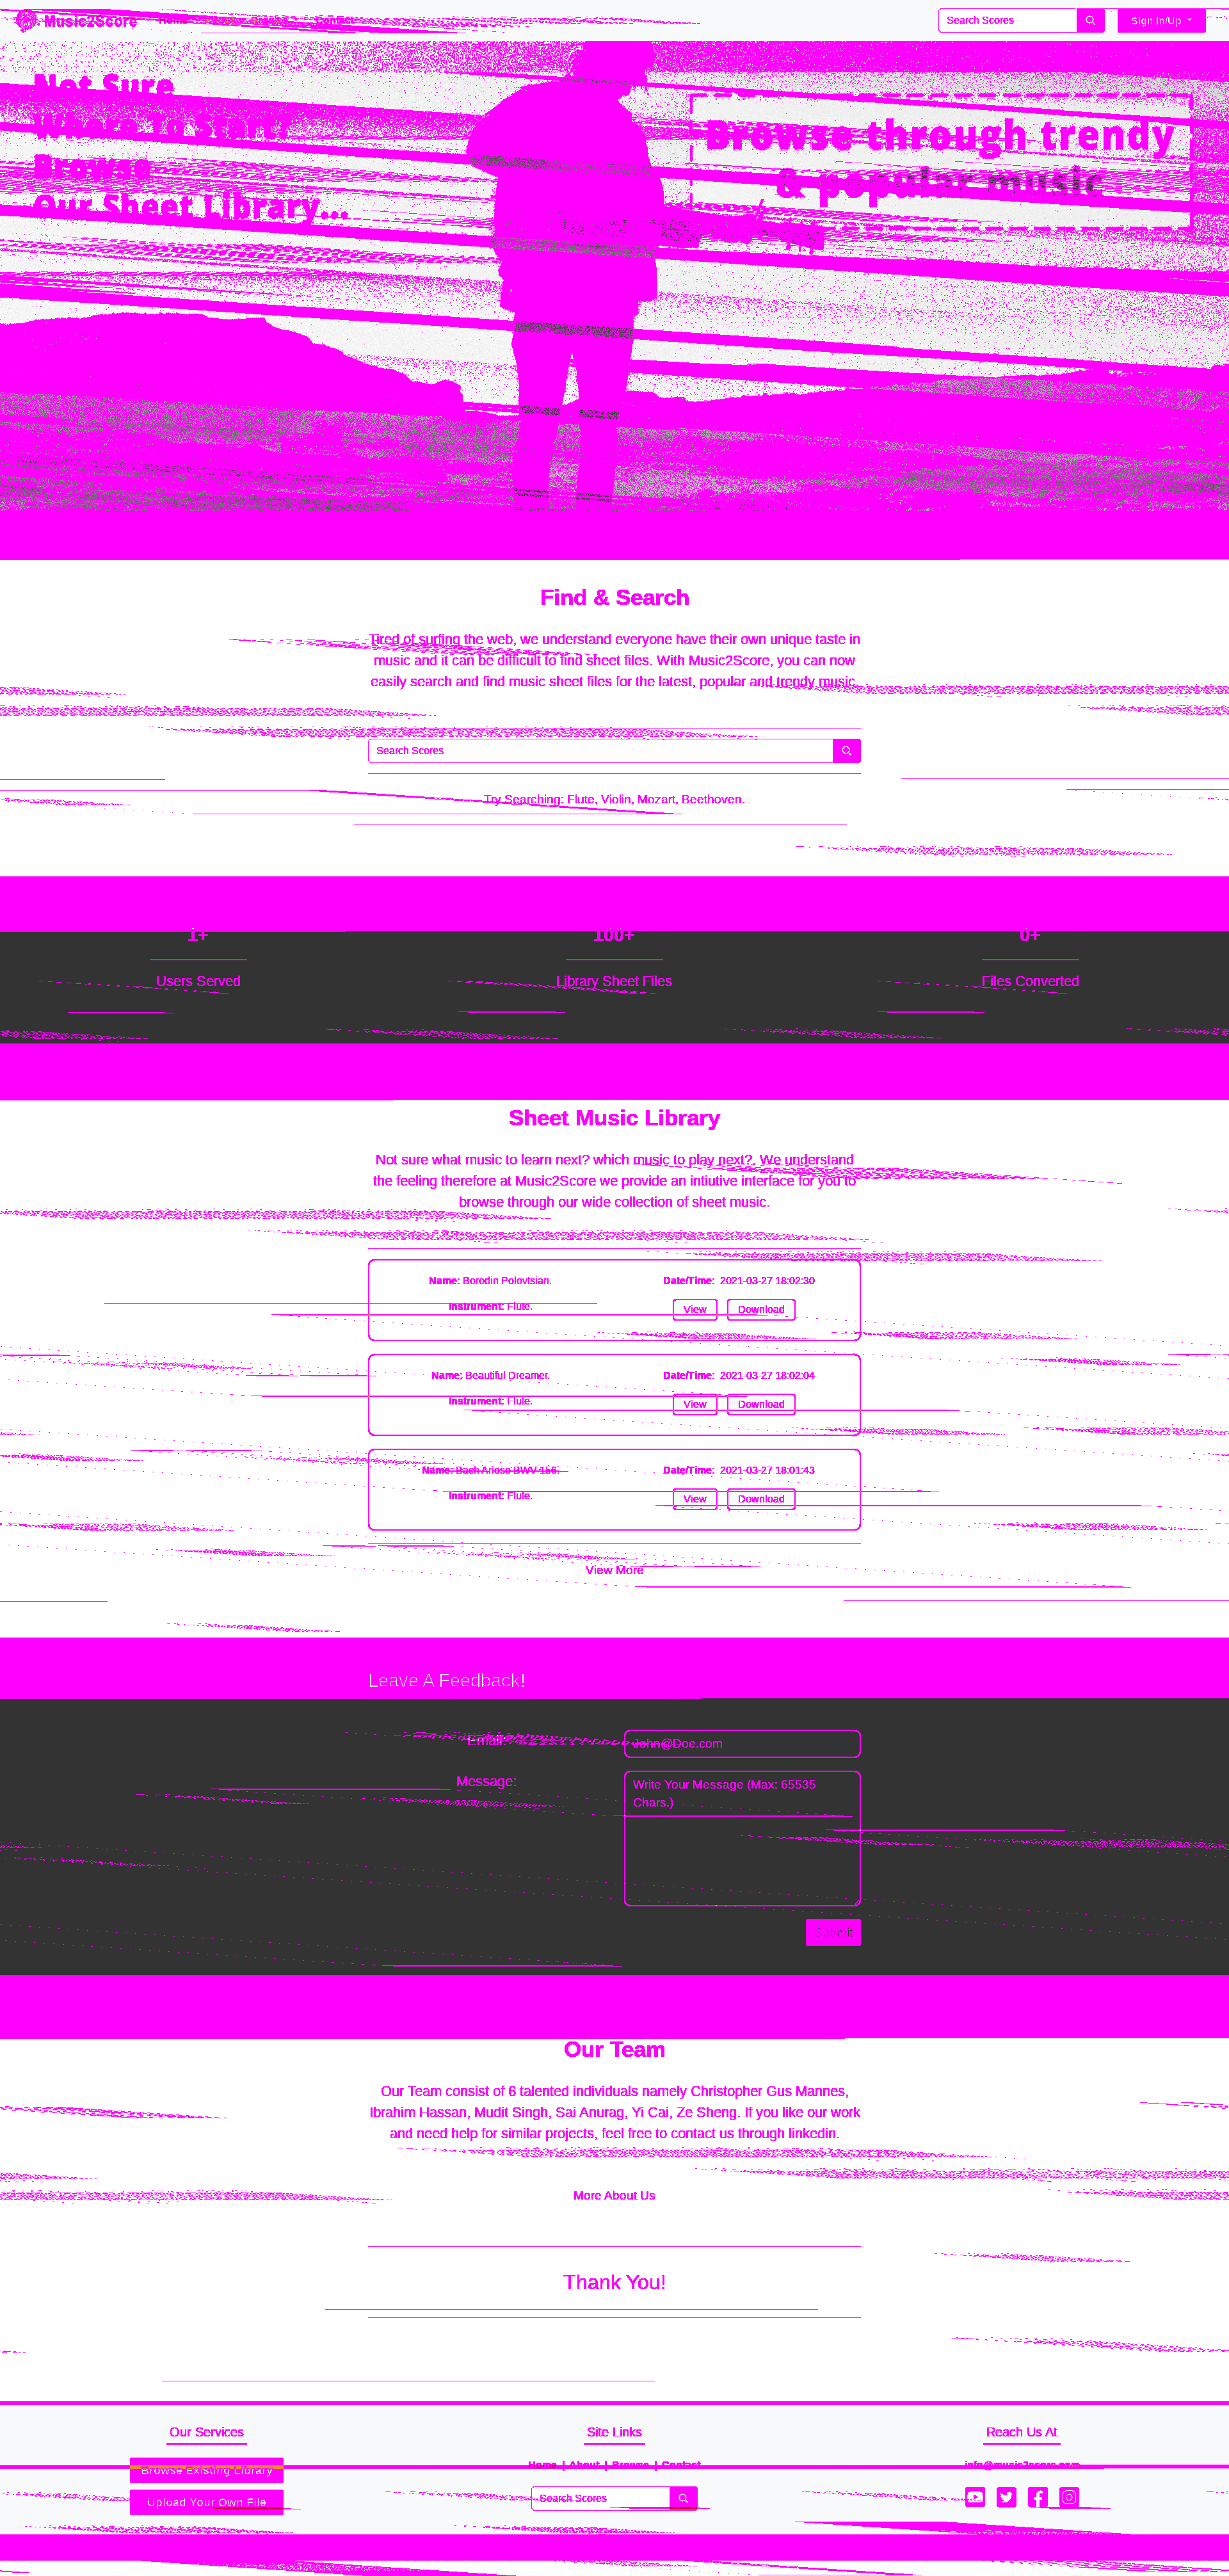 Music2Score Home Contact
Search Scores
Sign In/Up
Not Sure
Where To Start?
Browse
Our Sheet Library...
Browse through trendy
& popular music
Find & Search
Tired of surfing the web, we understand everyone have their own unique taste in
music and it can be difficult to find sheet files. With Music2Score, you can now
easily search and find music sheet files for the latest, popular and trendy music.
Search Scores
Try Searching: Flute, Violin, Mozart, Beethoven.
1+
Users Served
100+
Library Sheet Files
0+
Files Converted
Sheet Music Library
Not sure what music to learn next? which music to play next?. We understand
the feeling therefore at Music2Score we provide an intiutive interface for you to
browse through our wide collection of sheet music.
Name: Borodin Polovtsian.
Date/Time: 2021-03-27 18:02:30
Instrument: Flute.
View Download
Name: Beautiful Dreamer.
Date/Time: 2021-03-27 18:02:04
Instrument: Flute.
View Download
Name: Bach Arioso BWV 156.
Date/Time: 2021-03-27 18:01:43
Instrument: Flute.
View Download
View More
Leave A Feedback!
Email:
John@Doe.com
Message:
Write Your Message (Max: 65535
Chars.)
Submit
Our Team
Our Team consist of 6 talented individuals namely Christopher Gus Mannes,
Ibrahim Hassan, Mudit Singh, Sai Anurag, Yi Cai, Ze Sheng. If you like our work
and need help for similar projects, feel free to contact us through linkedin.
More About Us
Thank You!
Our Services
Browse Existing Library
Upload Your Own File
Site Links
Home | About | Browse | Contact
Search Scores
Reach Us At
info@music2score.com